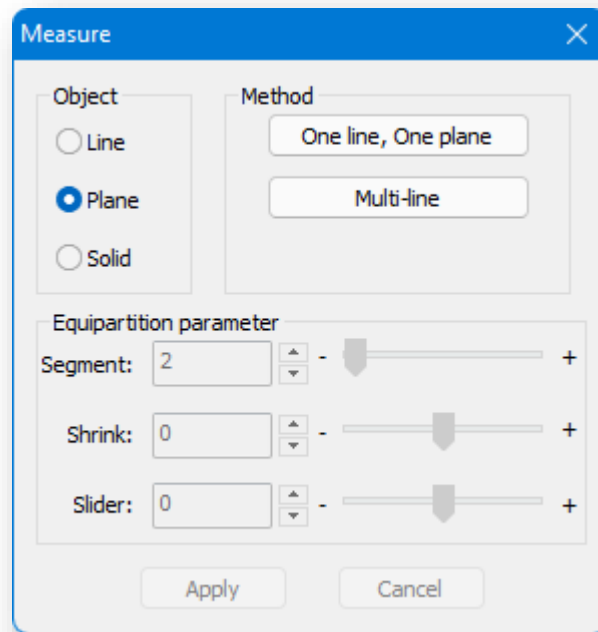 Measure
Object
Line
Plane
Solid
Method
One line, One plane
Multi-line
Equipartition parameter
Segment: 2 - +
Shrink: 0 - +
Slider: 0 - +
Apply Cancel